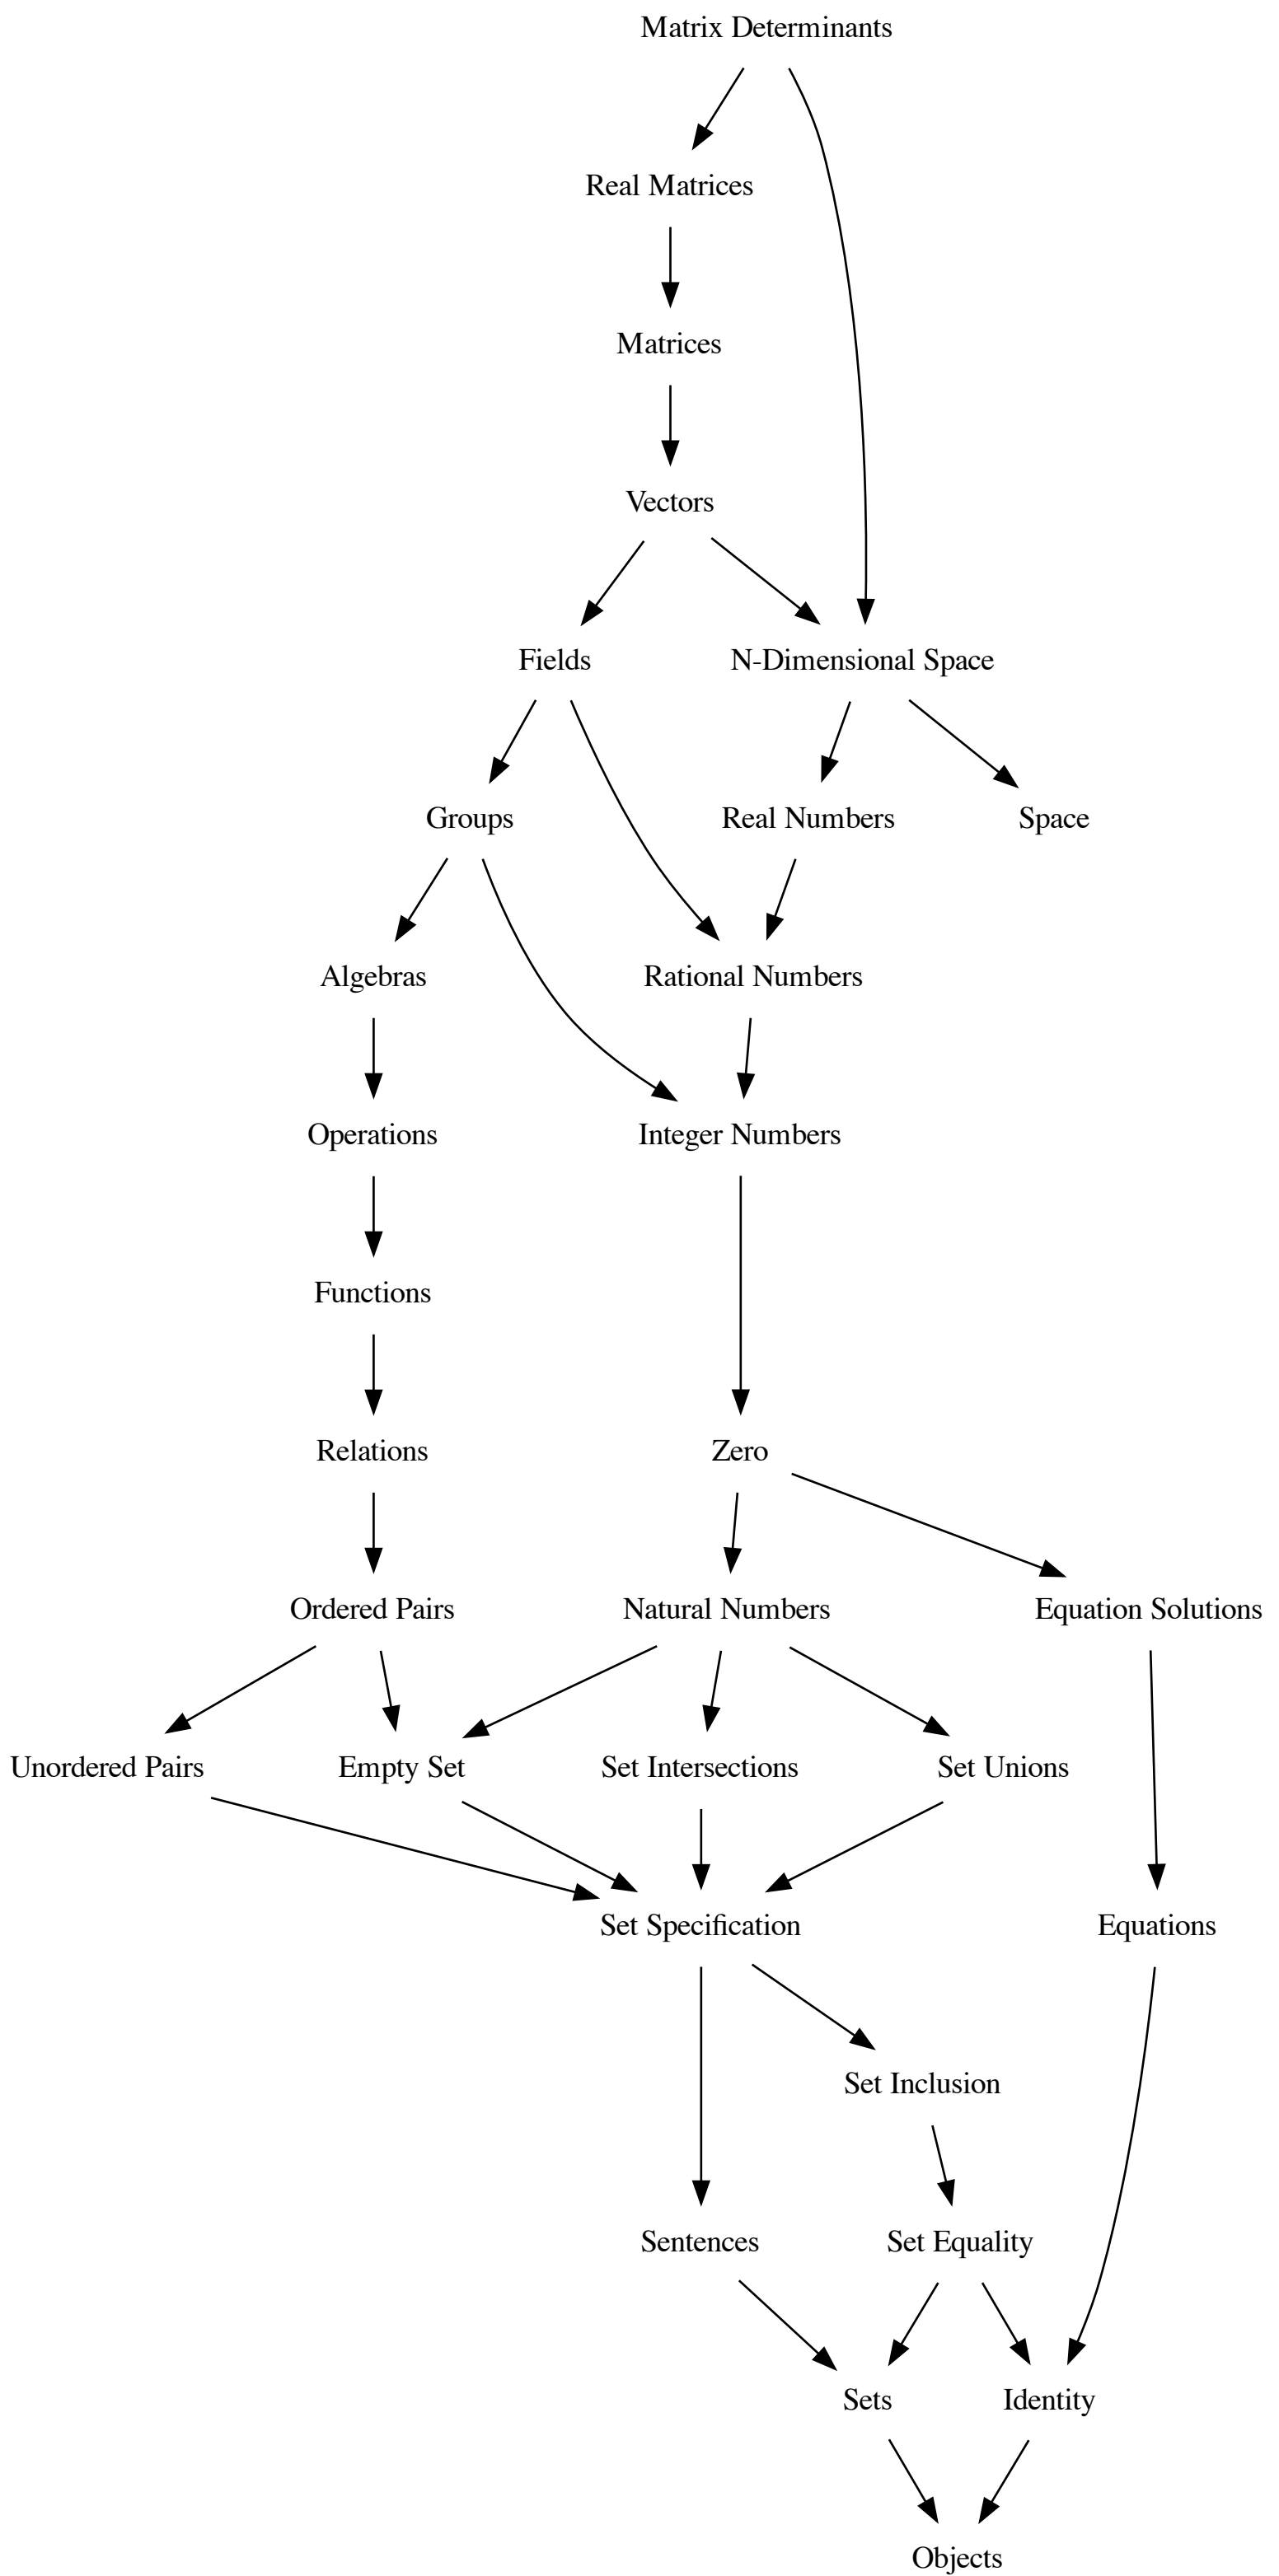 Matrix Determinants
Real Matrices
Matrices
Vectors
Fields
N-Dimensional Space
Groups
Real Numbers
Space
Algebras
Rational Numbers
Operations
Integer Numbers
Functions
Relations
Zero
Ordered Pairs
Natural Numbers
Equation Solutions
Unordered Pairs
Empty Set
Set Intersections
Set Unions
Set Specification
Equations
Set Inclusion
Sentences
Set Equality
Sets
Identity
Objects